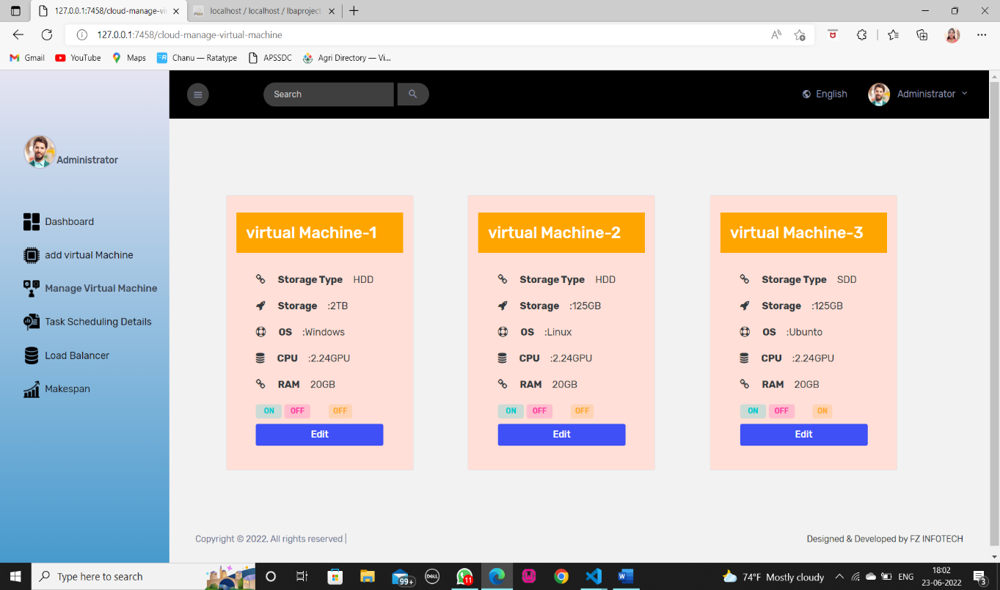 127.0.0.1:7458/cloud-manage-vi
localhost / localhost / lbaproject
127.0.0.1:7458/cloud-manage-virtual-machine
Gmail YouTube Maps Chanu — Ratatype APSSDC Agri Directory — Vi...
Search
English
Administrator
Administrator
Dashboard
add virtual Machine
Manage Virtual Machine
Task Scheduling Details
Load Balancer
Makespan
virtual Machine-1
Storage Type HDD
Storage :2TB
OS :Windows
CPU :2.24GPU
RAM 20GB
ON OFF OFF
Edit
virtual Machine-2
Storage Type HDD
Storage :125GB
OS :Linux
CPU :2.24GPU
RAM 20GB
ON OFF OFF
Edit
virtual Machine-3
Storage Type SDD
Storage :125GB
OS :Ubunto
CPU :2.24GPU
RAM 20GB
ON OFF ON
Edit
Copyright © 2022, All rights reserved |
Designed & Developed by FZ INFOTECH
Type here to search
99+
DELL
11
74°F Mostly cloudy
ENG
18:02
23-06-2022
3